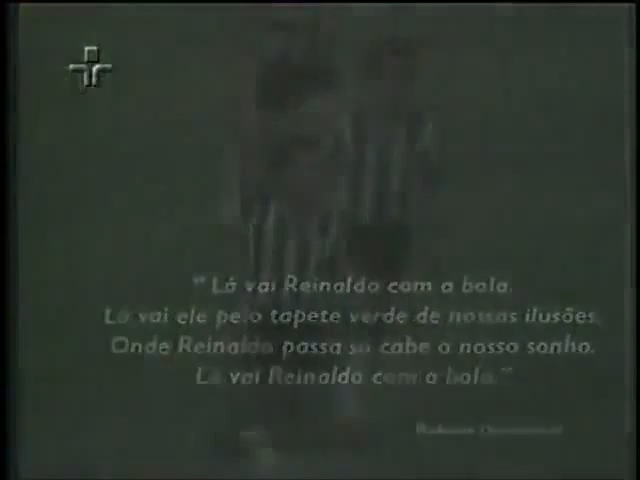 "Lá vai Reinaldo com a bola.
Lá vai ele pelo tapete verde de nossas ilusões.
Onde Reinaldo passa só cabe o nosso sonho.
Lá vai Reinaldo com a bola."